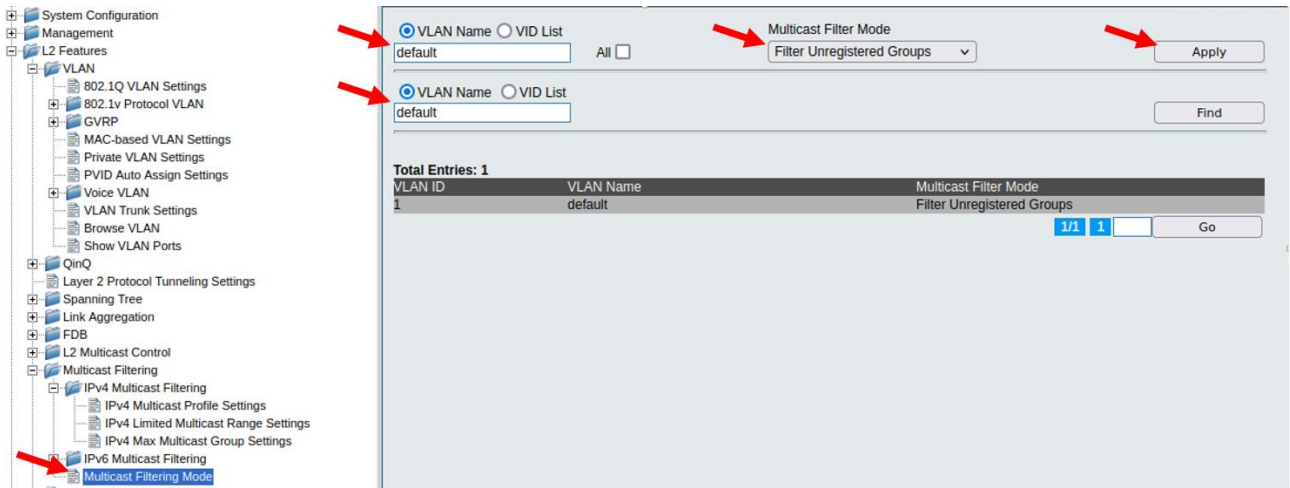 System Configuration
Management
L2 Features
VLAN
802.1Q VLAN Settings
802.1v Protocol VLAN
GVRP
MAC-based VLAN Settings
Private VLAN Settings
PVID Auto Assign Settings
Voice VLAN
VLAN Trunk Settings
Browse VLAN
Show VLAN Ports
QinQ
Layer 2 Protocol Tunneling Settings
Spanning Tree
Link Aggregation
FDB
L2 Multicast Control
Multicast Filtering
IPv4 Multicast Filtering
IPv4 Multicast Profile Settings
IPv4 Limited Multicast Range Settings
IPv4 Max Multicast Group Settings
IPv6 Multicast Filtering
Multicast Filtering Mode
VLAN Name VID List Multicast Filter Mode
default All Filter Unregistered Groups Apply
VLAN Name VID List
default Find
Total Entries: 1
VLAN ID VLAN Name Multicast Filter Mode
1 default Filter Unregistered Groups
1/1 1 Go